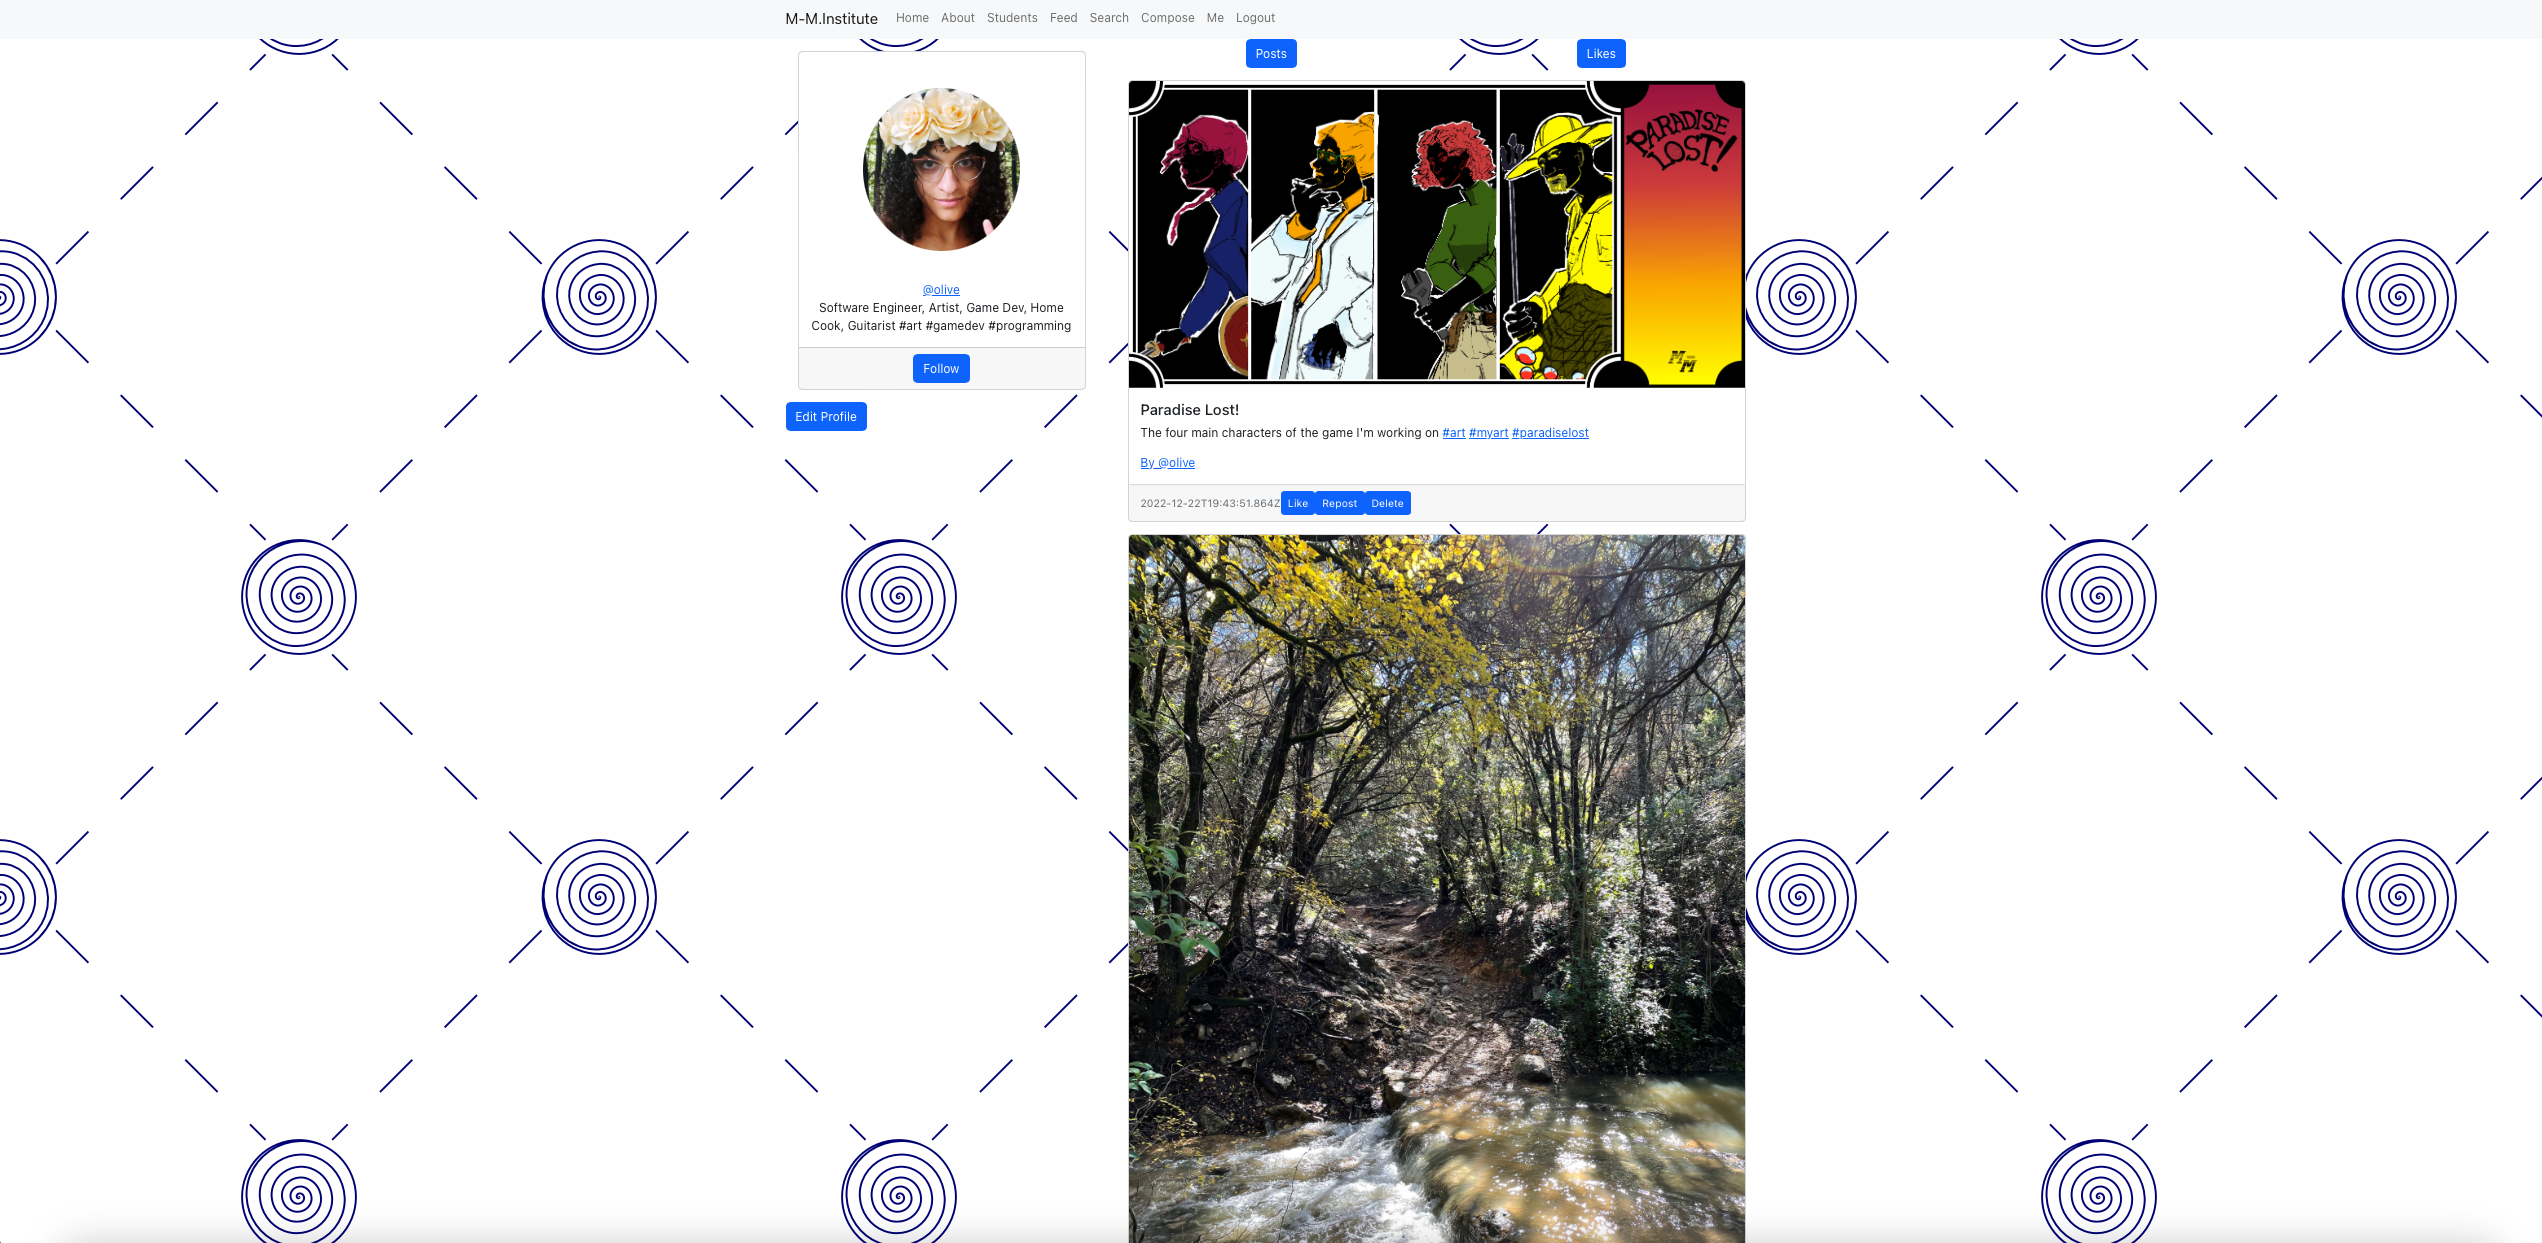 M-M.Institute Home About Students Feed Search Compose Me Logout
Posts Likes
@olive
Software Engineer, Artist, Game Dev, Home
Cook, Guitarist #art #gamedev #programming
Follow
Edit Profile
PARADISE
LOST!
M
M
Paradise Lost!
The four main characters of the game I'm working on #art #myart #paradiselost
By @olive
2022-12-22T19:43:51.864Z Like Repost Delete